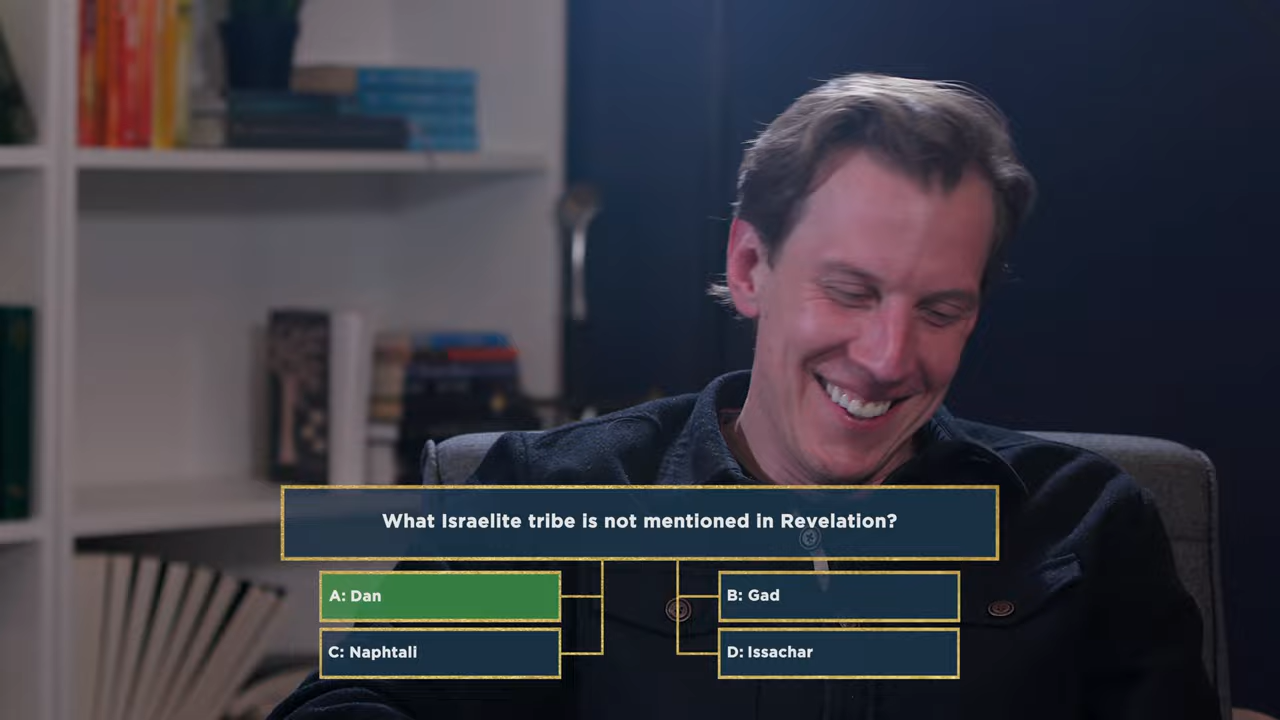 What Israelite tribe is not mentioned in Revelation?
A: Dan
B: Gad
C: Naphtali
D: Issachar